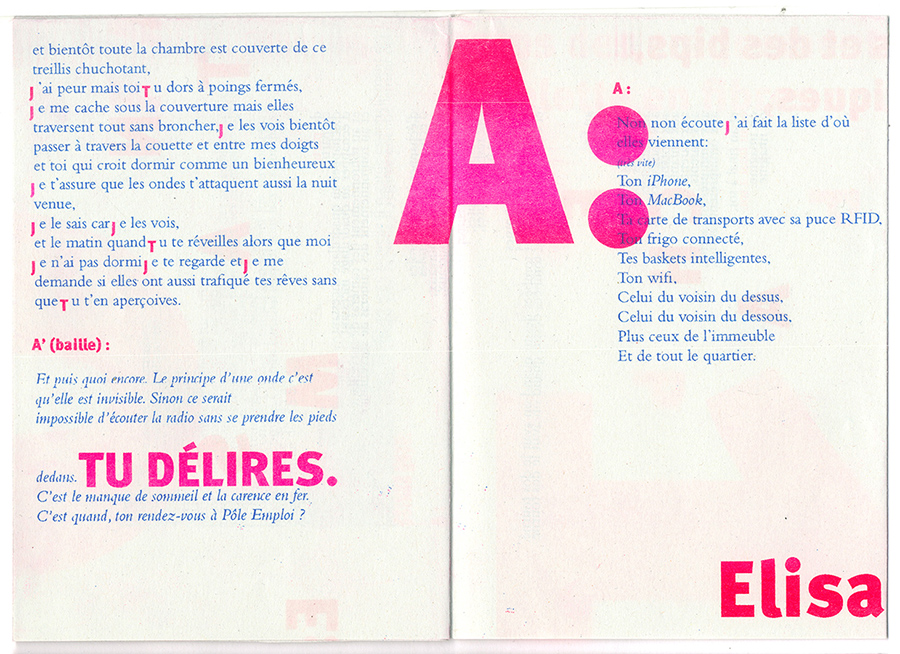 et bientôt toute la chambre est couverte de ce
treillis chuchotant,
j'ai peur mais toi Tu dors à poings fermés,
je me cache sous la couverture mais elles
traversent tout sans broncher, je les vois bientôt
passer à travers la couette et entre mes doigts
et toi qui croit dormir comme un bienheureux
je t'assure que les ondes t'attaquent aussi la nuit
venue,
je le sais car je les vois,
et le matin quand Tu te réveilles alors que moi
je n'ai pas dormi je te regarde et je me
demande si elles ont aussi trafiqué tes rêves sans
que Tu t'en aperçoives.
A' (baille) :
Et puis quoi encore. Le principe d'une onde c'est
qu'elle est invisible. Sinon ce serait
impossible d'écouter la radio sans se prendre les pieds
dedans. TU DÉLIRES.
C'est le manque de sommeil et la carence en fer.
C'est quand, ton rendez-vous à Pôle Emploi ?
A:
A :
Non non écoute j'ai fait la liste d'où
elles viennent:
(très vite)
Ton iPhone,
Ton MacBook,
Ta carte de transports avec sa puce RFID,
Ton frigo connecté,
Tes baskets intelligentes,
Ton wifi,
Celui du voisin du dessus,
Celui du voisin du dessous,
Plus ceux de l'immeuble
Et de tout le quartier.
Elisa